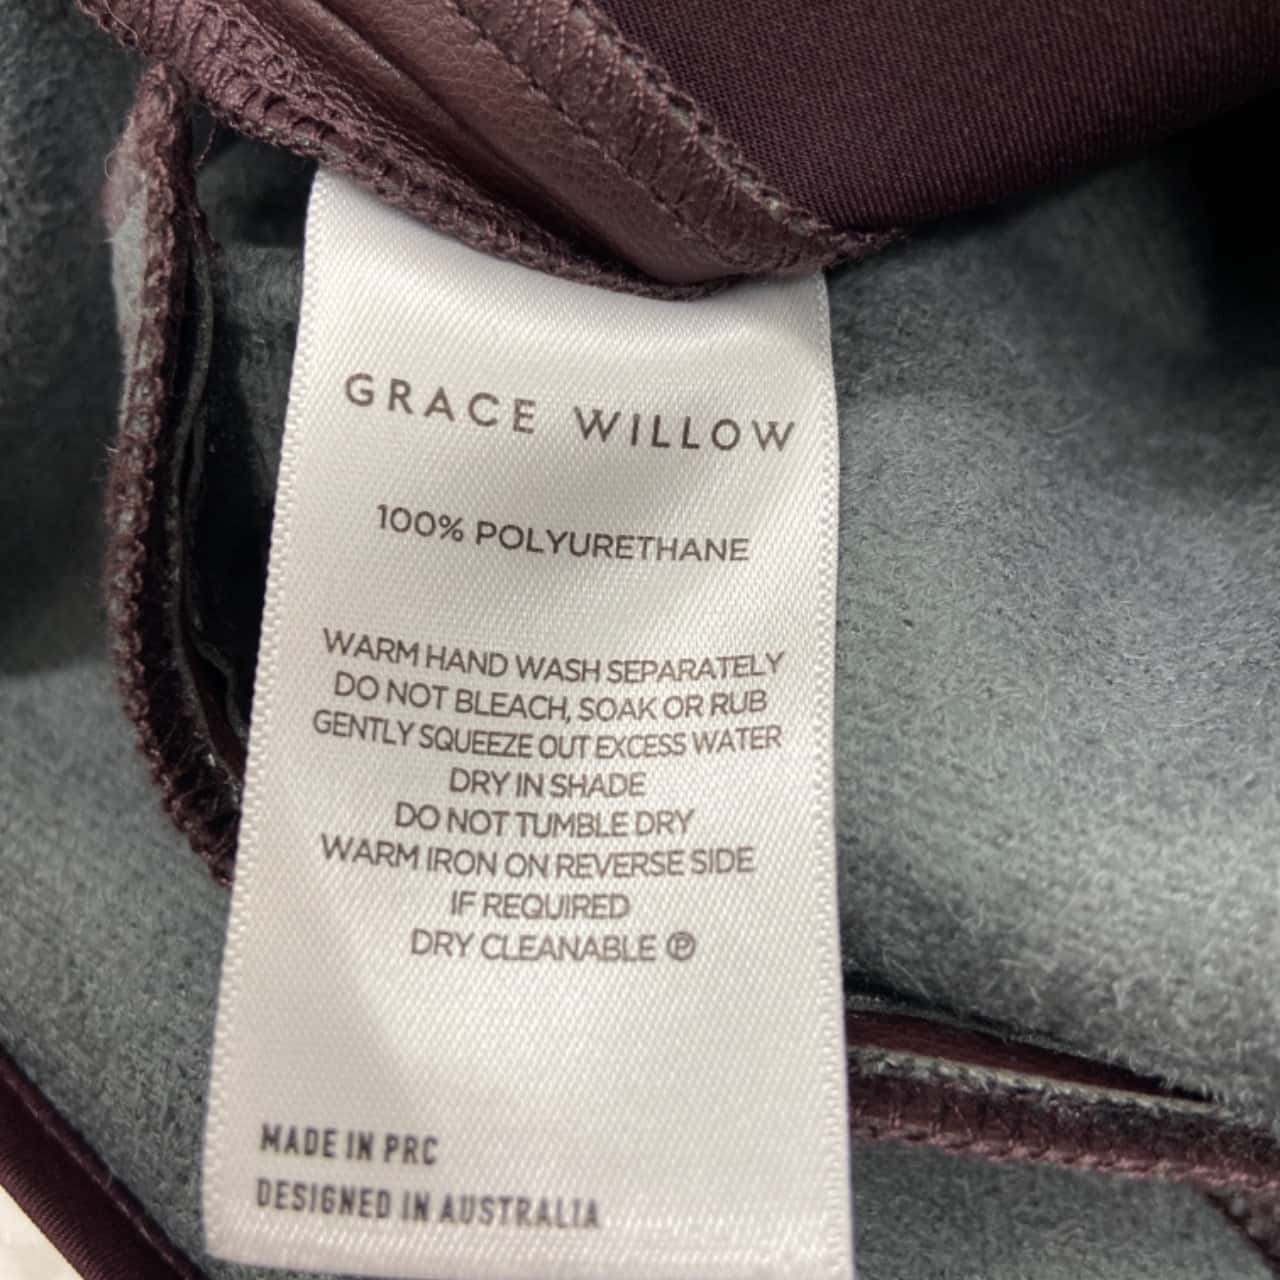 GRACE WILLOW
100% POLYURETHANE
WARM HAND WASH SEPARATELY
DO NOT BLEACH, SOAK OR RUB
GENTLY SQUEEZE OUT EXCESS WATER
DRY IN SHADE
DO NOT TUMBLE DRY
WARM IRON ON REVERSE SIDE
IF REQUIRED
DRY CLEANABLE Ⓟ
MADE IN PRC
DESIGNED IN AUSTRALIA